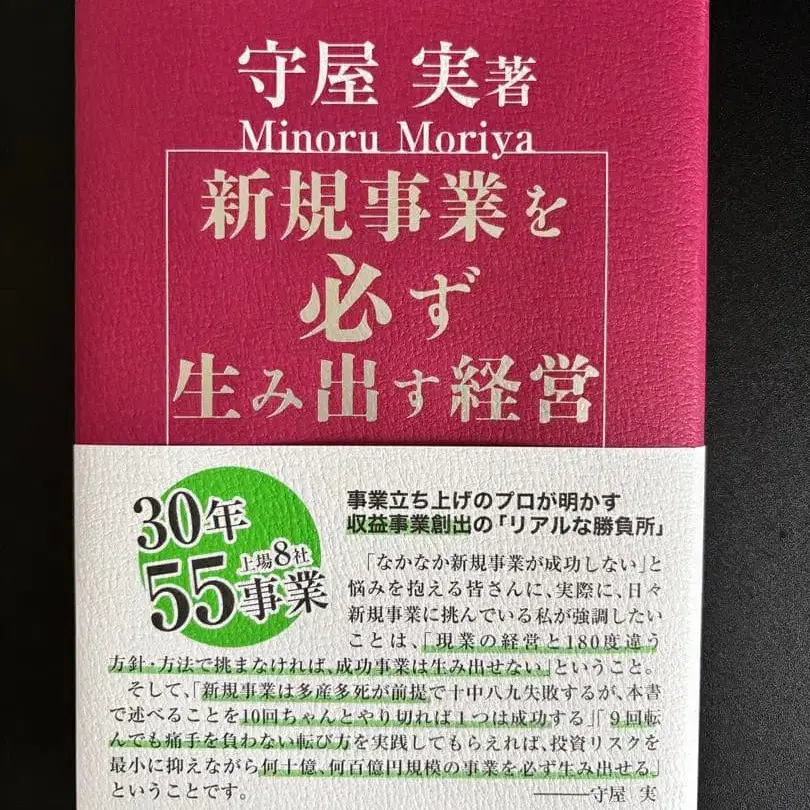 守屋 実著
Minoru Moriya
新規事業を
必ず
生み出す経営
30年
上場8社
55事業
事業立ち上げのプロが明かす
収益事業創出の「リアルな勝負所」
「なかなか新規事業が成功しない」と
悩みを抱える皆さんに、実際に、日々
新規事業に挑んでいる私が強調したい
ことは、「現業の経営と180度違う
方針・方法で挑まなければ、成功事業は生み出せない」ということ。
そして、「新規事業は多産多死が前提で十中八九失敗するが、本書
で述べることを10回ちゃんとやり切れば1つは成功する」「9回転
んでも痛手を負わない転び方を実践してもらえれば、投資リスクを
最小に抑えながら何十億、何百億円規模の事業を必ず生み出せる」
ということです。 ――守屋 実